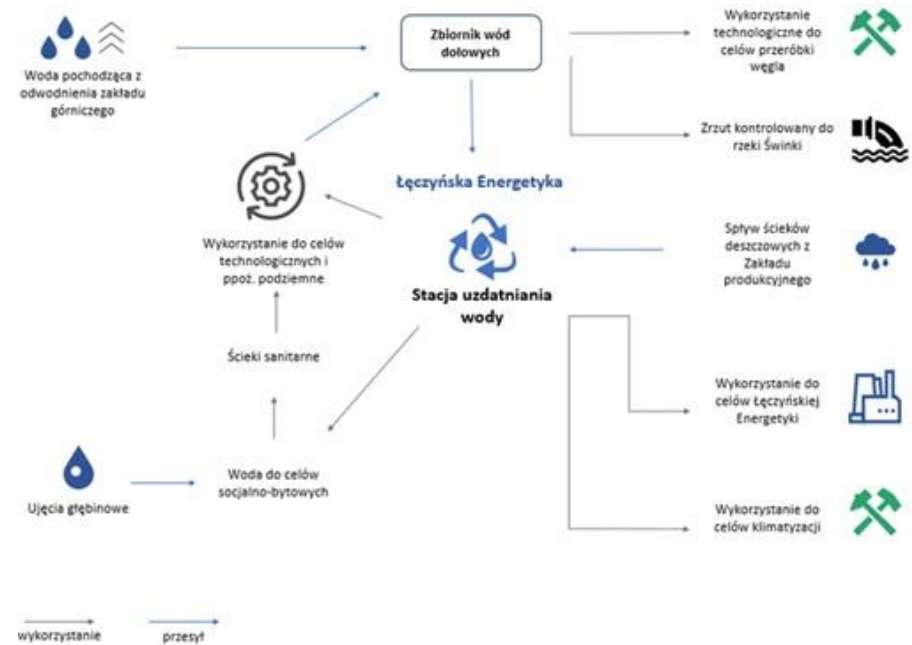 Woda pochodząca z
odwodnienia zakładu
górniczego
Zbiornik wód
dołowych
Wykorzystanie
technologiczne do
celów przeróbki
węgla
Zrzut kontrolowany do
rzeki Świnki
Łęczyńska Energetyka
Wykorzystanie do celów
technologicznych i
ppoż. podziemne
Stacja uzdatniania
wody
Spływ ścieków
deszczowych z
Zakładu
produkcyjnego
Ścieki sanitarne
Wykorzystanie do
celów Łęczyńskiej
Energetyki
Ujęcia głębinowe
Woda do celów
socjalno-bytowych
Wykorzystanie do
celów klimatyzacji
wykorzystanie
przesył